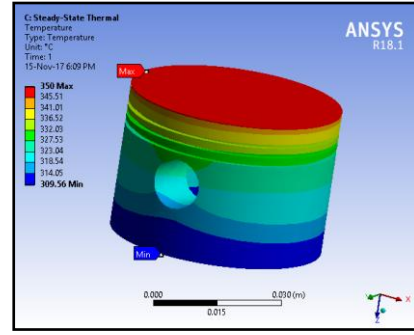 C: Steady-State Thermal
Temperature
Type: Temperature
Unit: °C
Time: 1
15-Nov-17 6:09 PM
350 Max
345.51
341.01
336.52
332.03
327.53
323.04
318.54
314.05
309.56 Min
ANSYS
R18.1
Max
Min
0.000
0.030 (m)
0.015
X
Z